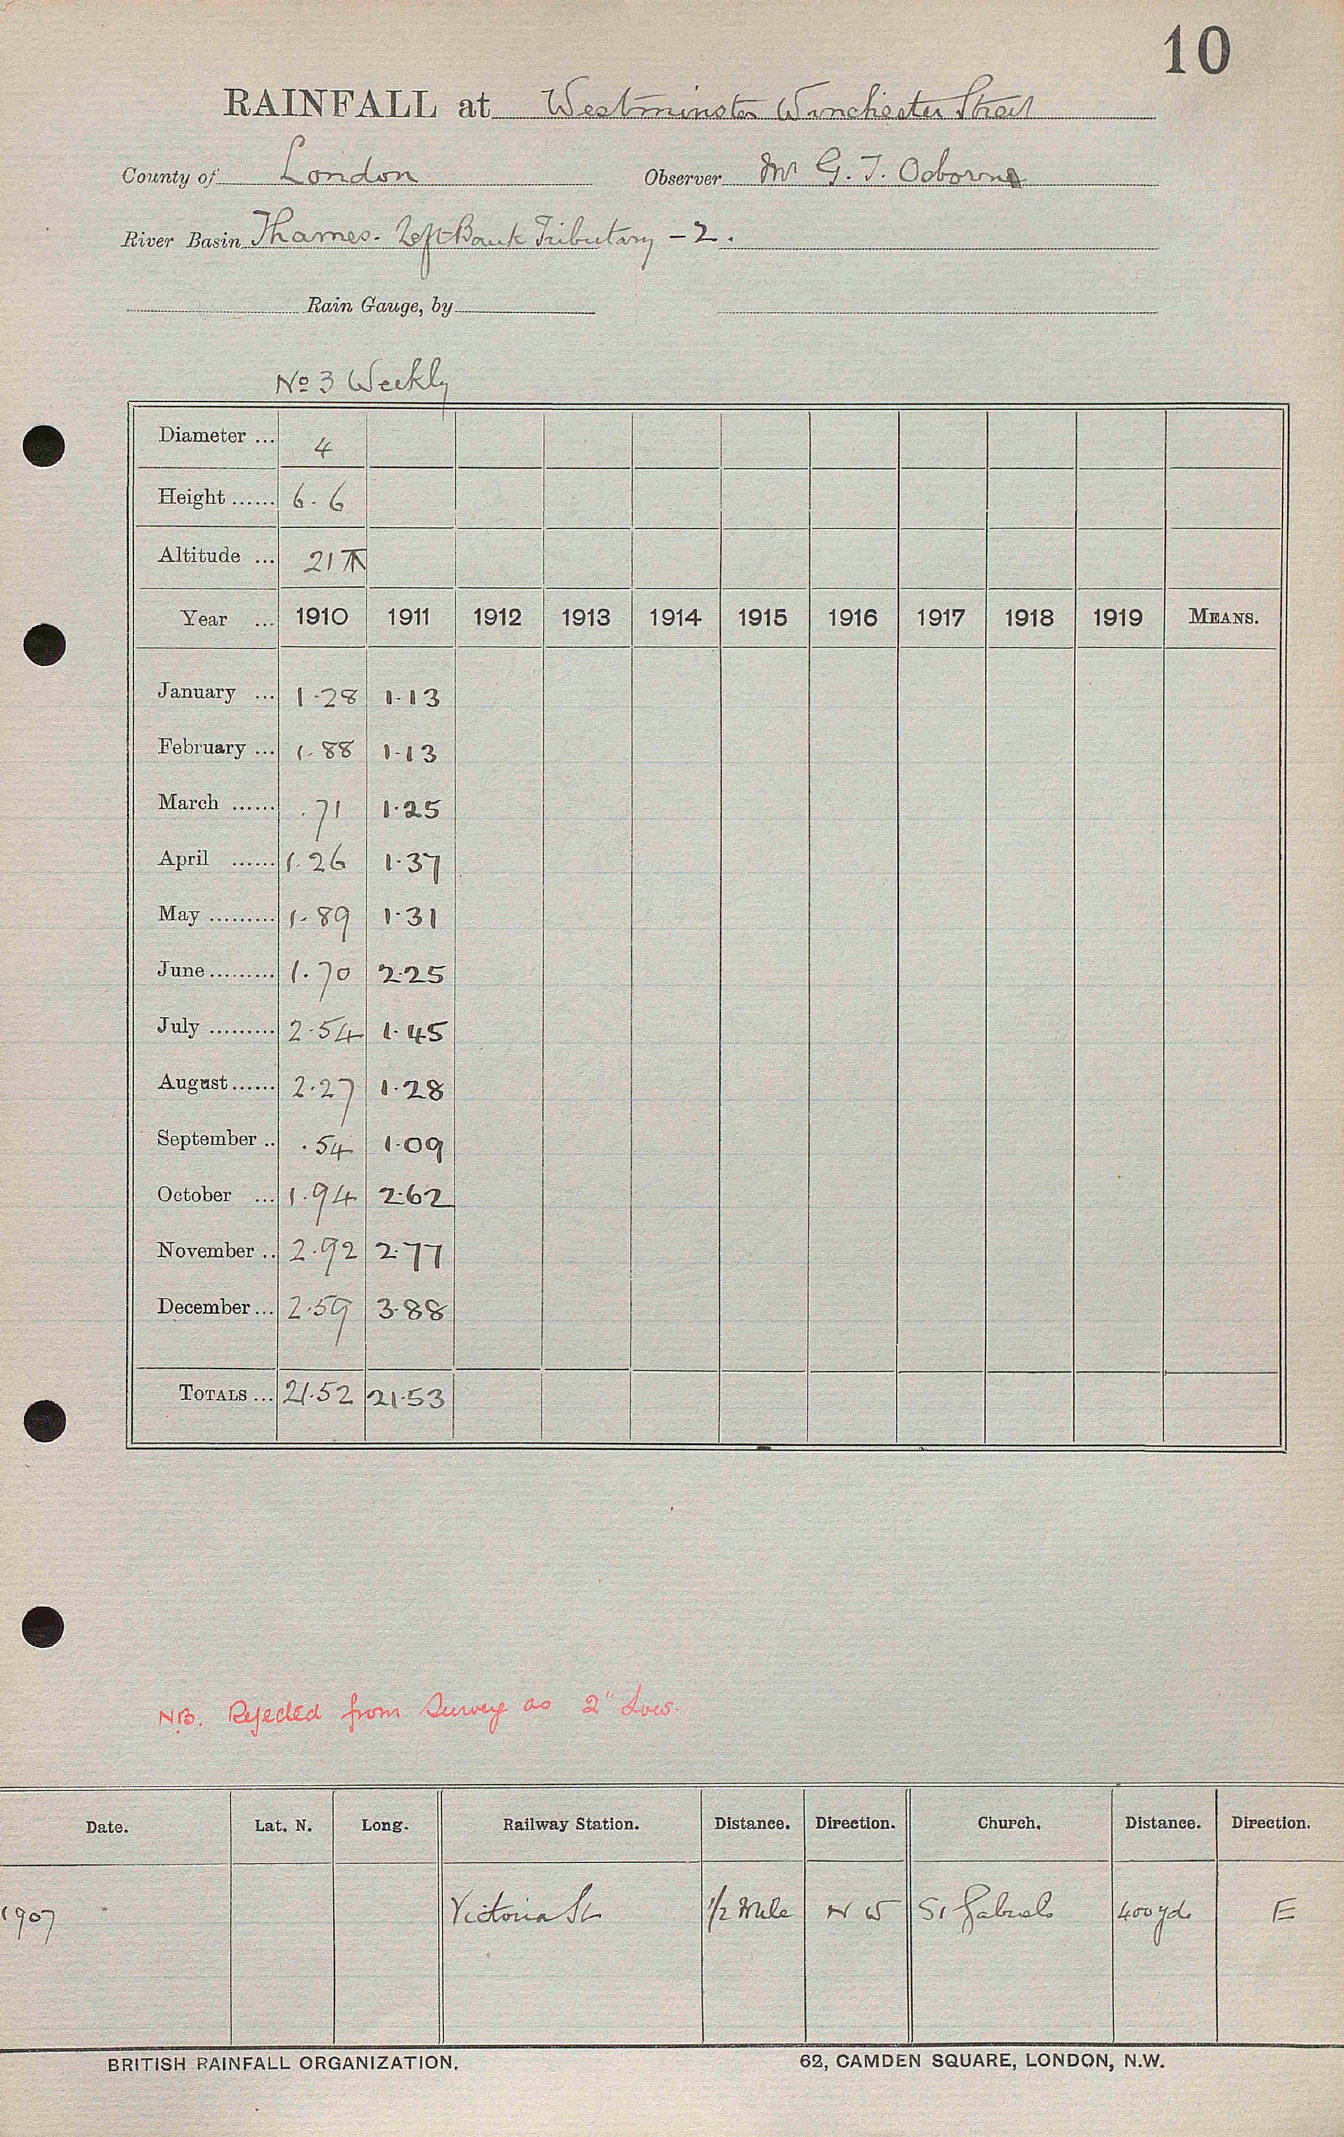 10
RAINFALL at Westminster Winchester Street
County of London Observer Mr G. J. Osborne
River Basin Thames. Left Bank Tributary - 2.
Rain Gauge, by
No 3 Weekly
Diameter ... 4
Height ...... 6. 6
Altitude ... 21
Year ... 1910 1911 1912 1913 1914 1915 1916 1917 1918 1919 MEANS.
January ... 1.28 1.13
February ... 1.88 1.13
March ...... .71 1.25
April ...... 1.26 1.37
May ......... 1.89 1.31
June ......... 1.70 2.25
July ......... 2.54 1.45
August ...... 2.27 1.28
September .. .54 1.09
October ... 1.94 2.62
November .. 2.92 2.77
December ... 2.59 3.88
TOTALS ... 21.52 21.53
NB. Rejected from Survey as 2" Low.
Date. Lat. N. Long. Railway Station. Distance. Direction. Church. Distance. Direction.
1907 Victoria St 1/2 Mile N W St Gabriels 400 yds E
BRITISH RAINFALL ORGANIZATION. 62, CAMDEN SQUARE, LONDON, N.W.